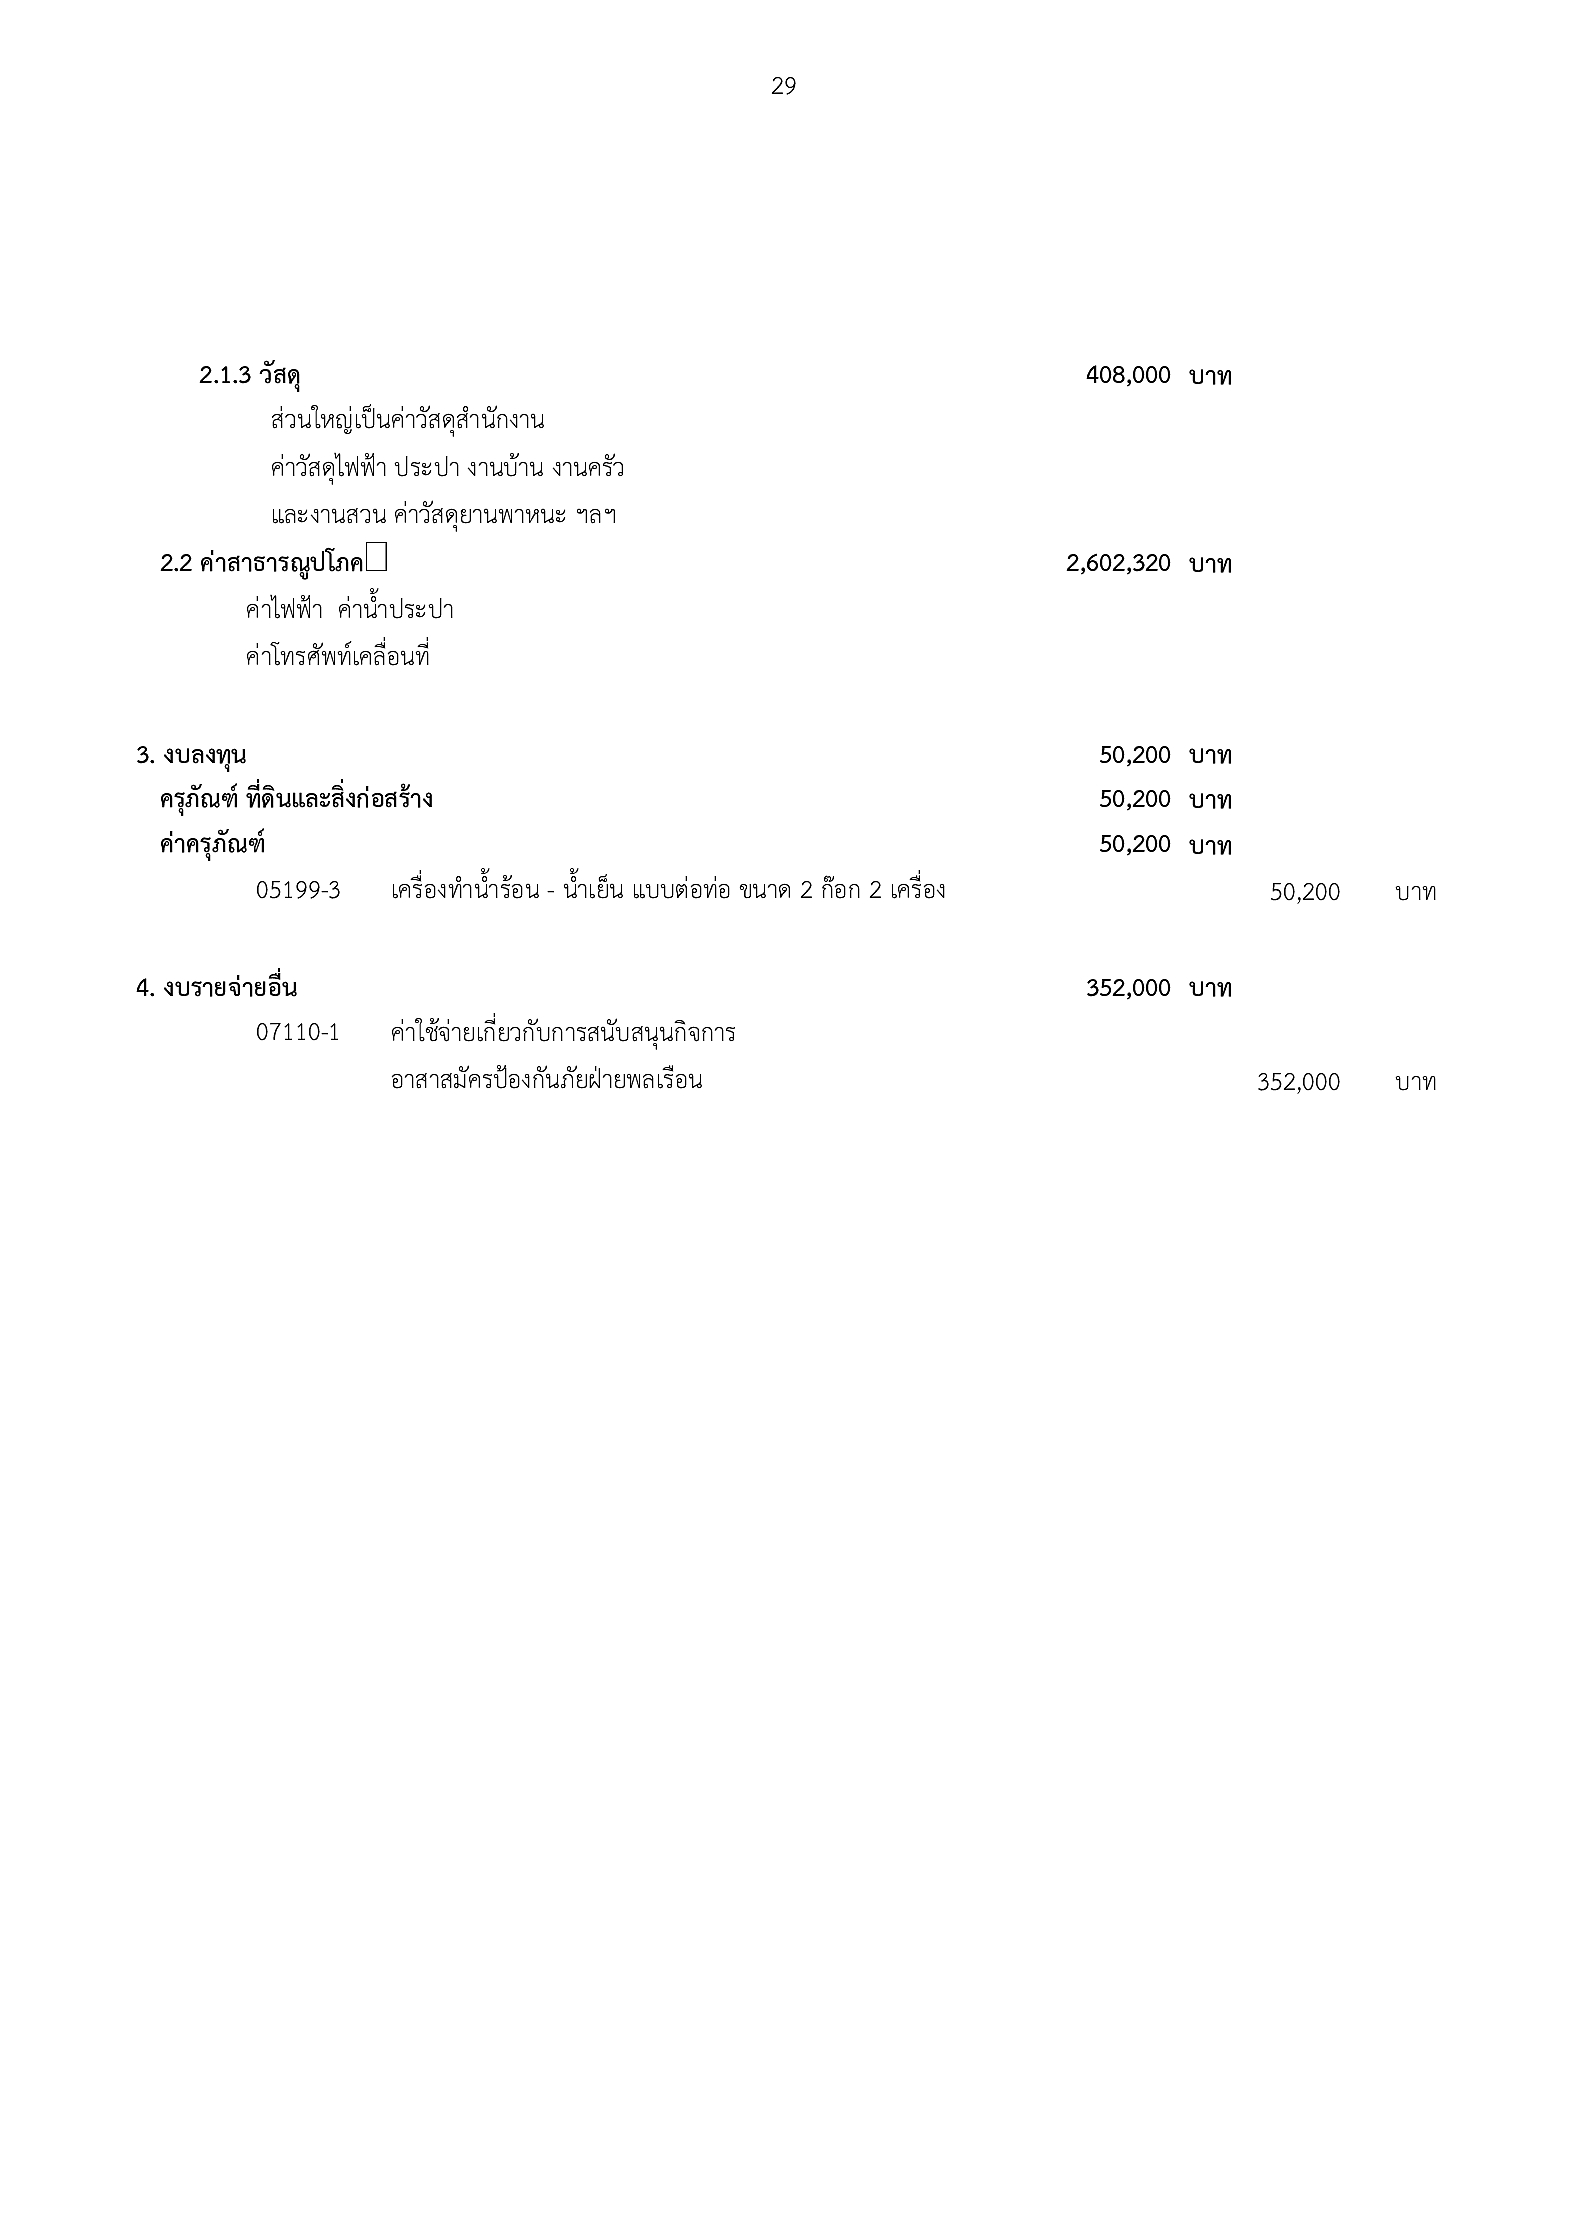 29
2.1.3 วัสดุ 408,000 บาท
ส่วนใหญ่เป็นค่าวัสดุสำนักงาน
ค่าวัสดุไฟฟ้า ประปา งานบ้าน งานครัว
และงานสวน ค่าวัสดุยานพาหนะ ฯลฯ
2.2 ค่าสาธารณูปโภค 2,602,320 บาท
ค่าไฟฟ้า ค่าน้ำประปา
ค่าโทรศัพท์เคลื่อนที่
3. งบลงทุน 50,200 บาท
ครุภัณฑ์ ที่ดินและสิ่งก่อสร้าง 50,200 บาท
ค่าครุภัณฑ์ 50,200 บาท
05199-3 เครื่องทำน้ำร้อน - น้ำเย็น แบบต่อท่อ ขนาด 2 ก๊อก 2 เครื่อง 50,200 บาท
4. งบรายจ่ายอื่น 352,000 บาท
07110-1 ค่าใช้จ่ายเกี่ยวกับการสนับสนุนกิจการ
อาสาสมัครป้องกันภัยฝ่ายพลเรือน 352,000 บาท